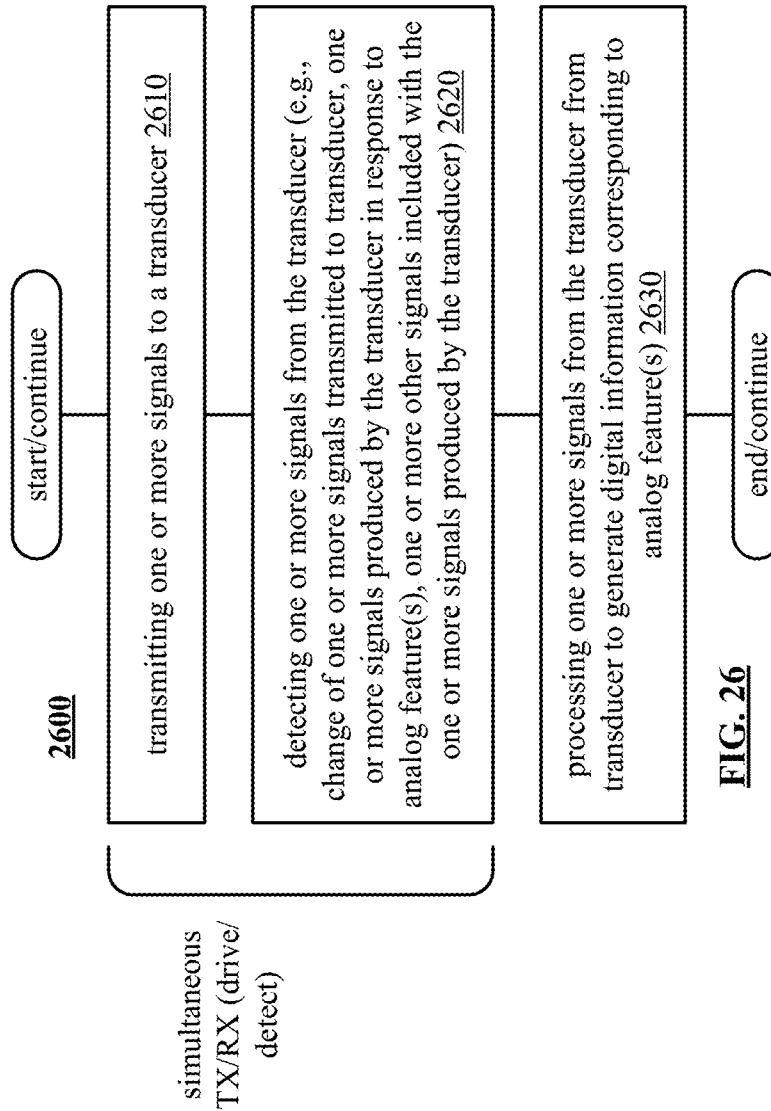 2600
start/continue
transmitting one or more signals to a transducer 2610
simultaneous
TX/RX (drive/
detect)
detecting one or more signals from the transducer (e.g.,
change of one or more signals transmitted to transducer, one
or more signals produced by the transducer in response to
analog feature(s), one or more other signals included with the
one or more signals produced by the transducer) 2620
processing one or more signals from the transducer from
transducer to generate digital information corresponding to
analog feature(s) 2630
end/continue
FIG. 26